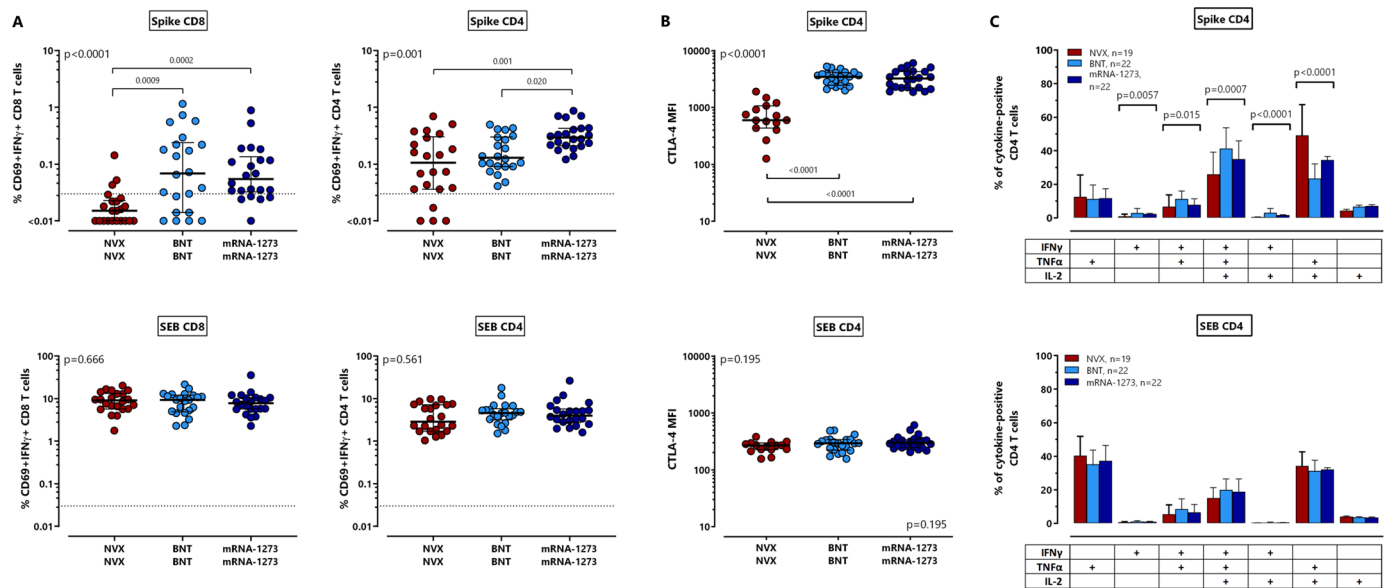 A
Spike CD8
% CD69+IFNγ+ CD8 T cells
10
1
0.1
<0.01
p<0.0001
0.0002
0.0009
NVX BNT mRNA-1273
NVX BNT mRNA-1273
Spike CD4
% CD69+IFNγ+ CD4 T cells
10
1
0.1
<0.01
p=0.001
0.001
0.020
NVX BNT mRNA-1273
NVX BNT mRNA-1273
B
Spike CD4
CTLA-4 MFI
10000
1000
100
10
p<0.0001
<0.0001
<0.0001
NVX BNT mRNA-1273
NVX BNT mRNA-1273
C
Spike CD4
% of cytokine-positive
CD4 T cells
100
80
60
40
20
0
NVX, n=19
BNT, n=22
mRNA-1273,
n=22
p=0.0057
p=0.015
p=0.0007
<0.0001
p<0.0001
IFNγ + + + +
TNFα + + + +
IL-2 + + + +
SEB CD8
% CD69+IFNγ+ CD8 T cells
100
10
1
0.1
0.01
p=0.666
NVX BNT mRNA-1273
NVX BNT mRNA-1273
SEB CD4
% CD69+IFNγ+ CD4 T cells
100
10
1
0.1
0.01
p=0.561
NVX BNT mRNA-1273
NVX BNT mRNA-1273
SEB CD4
CTLA-4 MFI
10000
1000
100
10
p=0.195
p=0.195
NVX BNT mRNA-1273
NVX BNT mRNA-1273
SEB CD4
% of cytokine-positive
CD4 T cells
100
80
60
40
20
0
NVX, n=19
BNT, n=22
mRNA-1273, n=22
IFNγ + + + +
TNFα + + + +
IL-2 + + + +